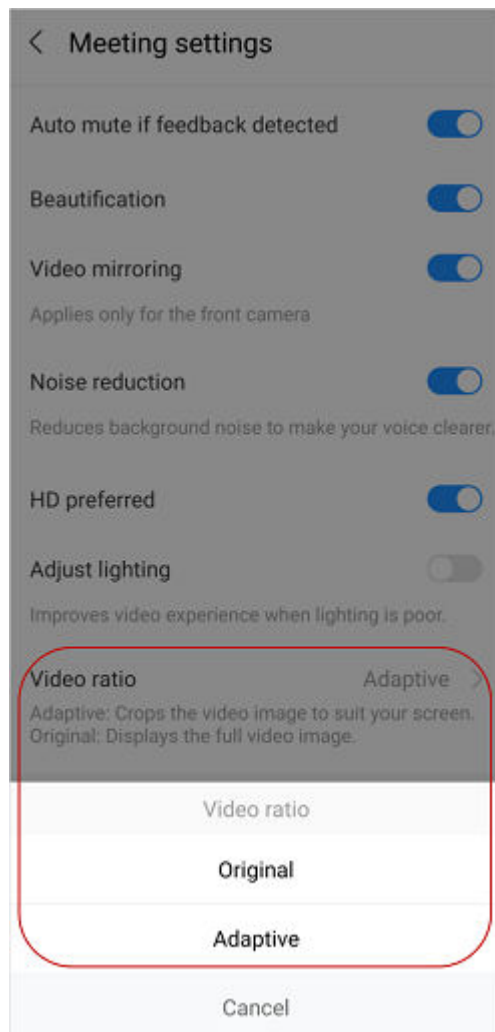 Meeting settings
Auto mute if feedback detected
Beautification
Video mirroring
Applies only for the front camera
Noise reduction
Reduces background noise to make your voice clearer.
HD preferred
Adjust lighting
Improves video experience when lighting is poor.
Video ratio Adaptive
Adaptive: Crops the video image to suit your screen.
Original: Displays the full video image.
Video ratio
Original
Adaptive
Cancel